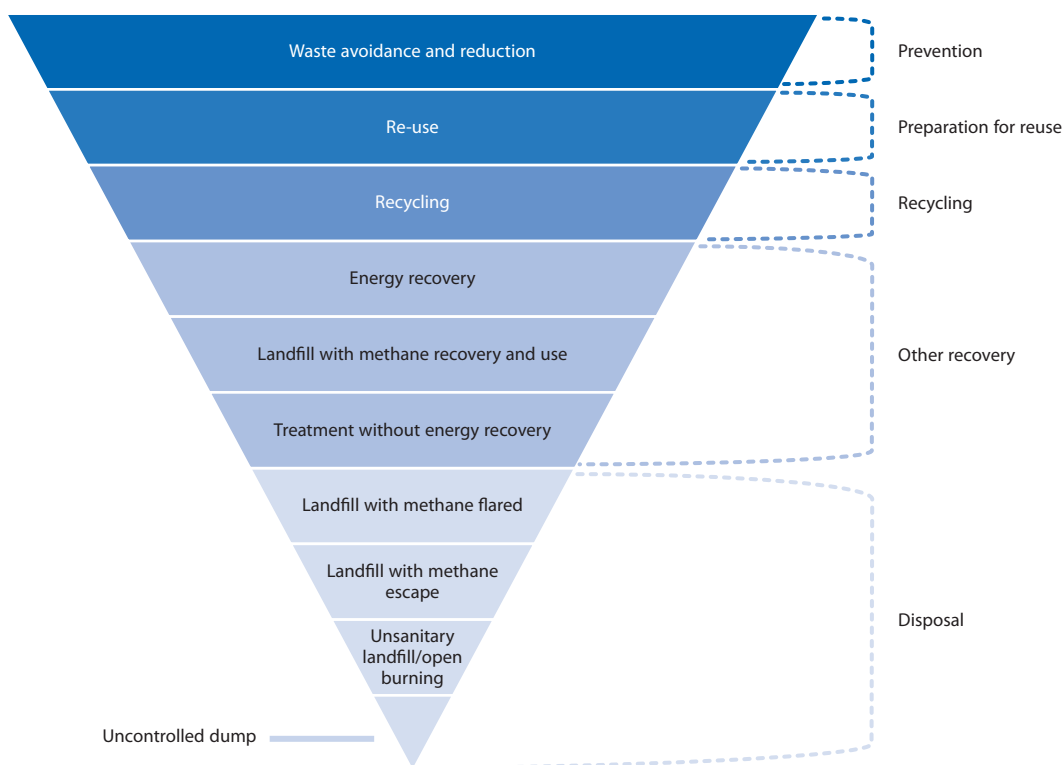 Waste avoidance and reduction
Prevention
Re-use
Preparation for reuse
Recycling
Recycling
Energy recovery
Landfill with methane recovery and use
Other recovery
Treatment without energy recovery
Landfill with methane flared
Landfill with methane
escape
Disposal
Unsanitary
landfill/open
burning
Uncontrolled dump